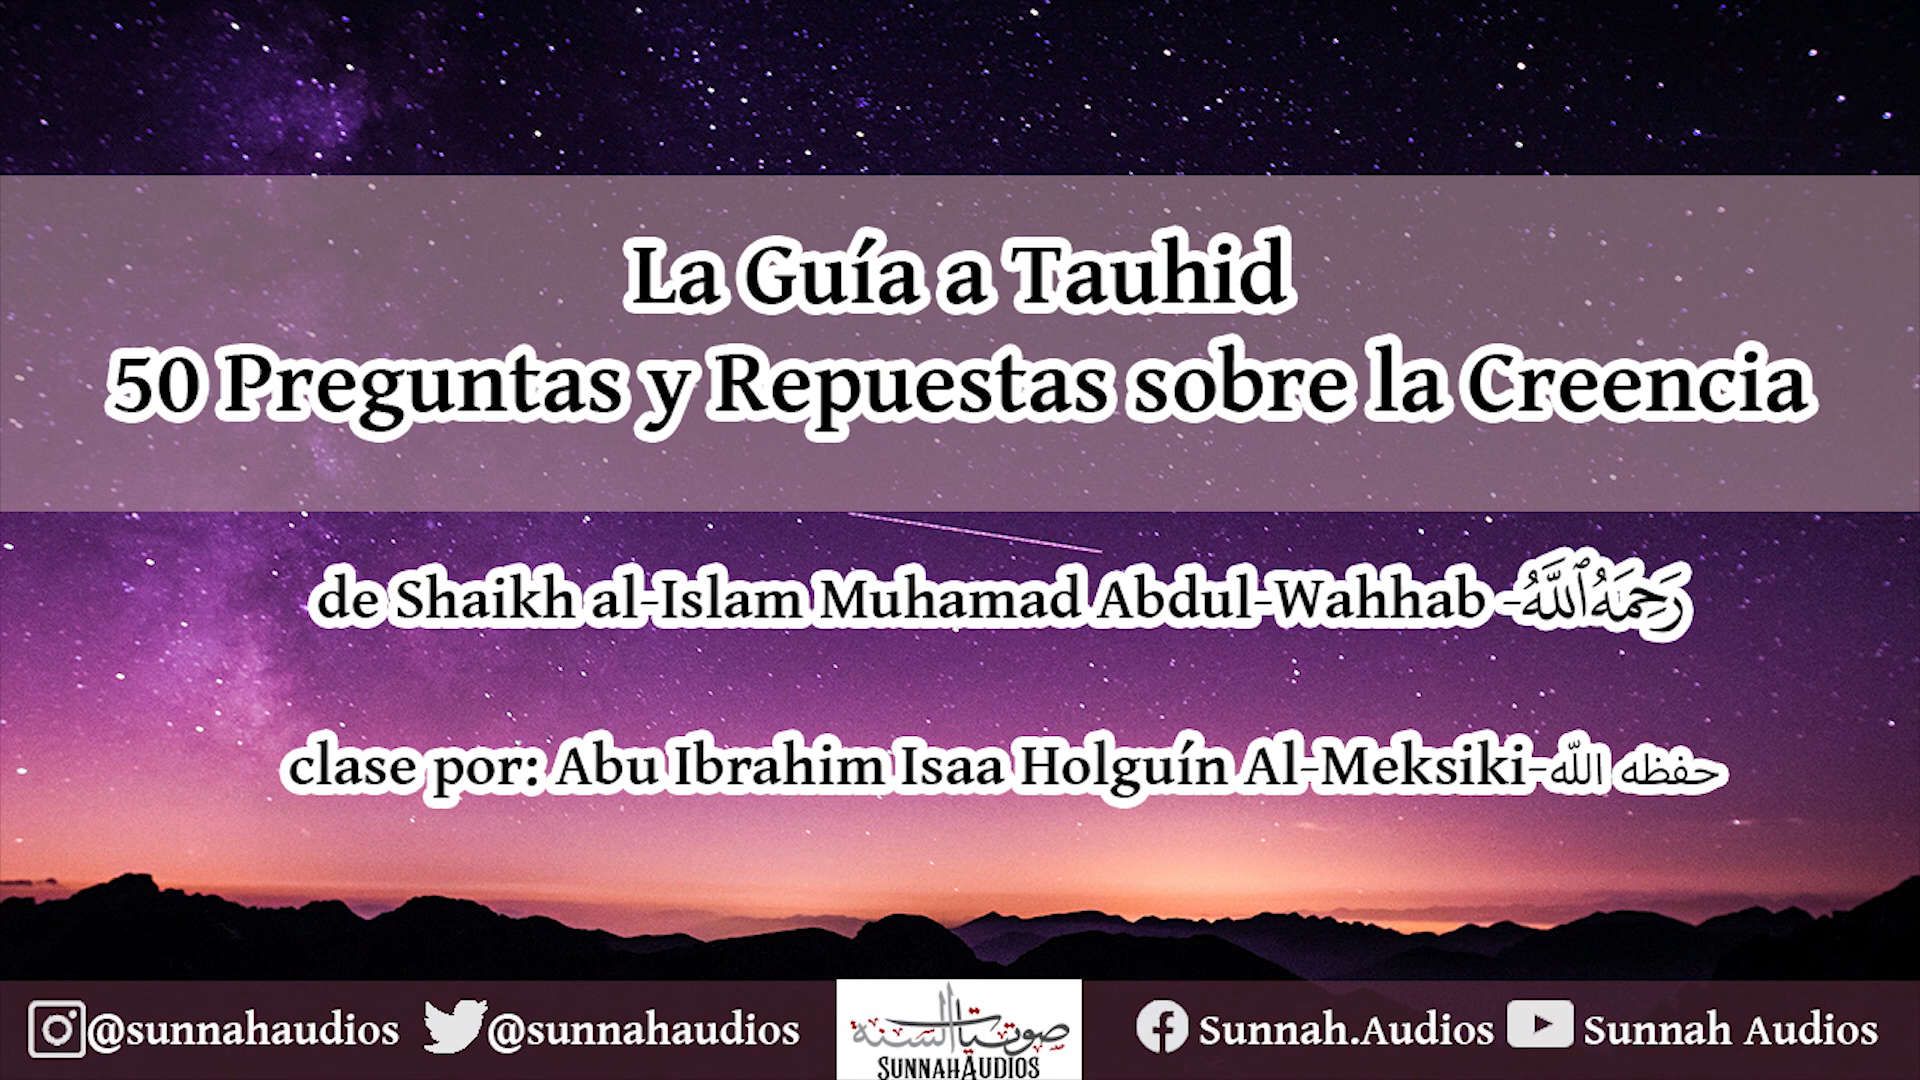 La Guía a Tauhid
50 Preguntas y Repuestas sobre la Creencia
de Shaikh al-Islam Muhamad Abdul-Wahhab -رَحِمَهُ ٱللَّهُ
clase por: Abu Ibrahim Isaa Holguín Al-Meksiki-حفظه الله
@sunnahaudios @sunnahaudios صوتيات السنة Sunnah.Audios Sunnah Audios
SUNNAHAUDIOS